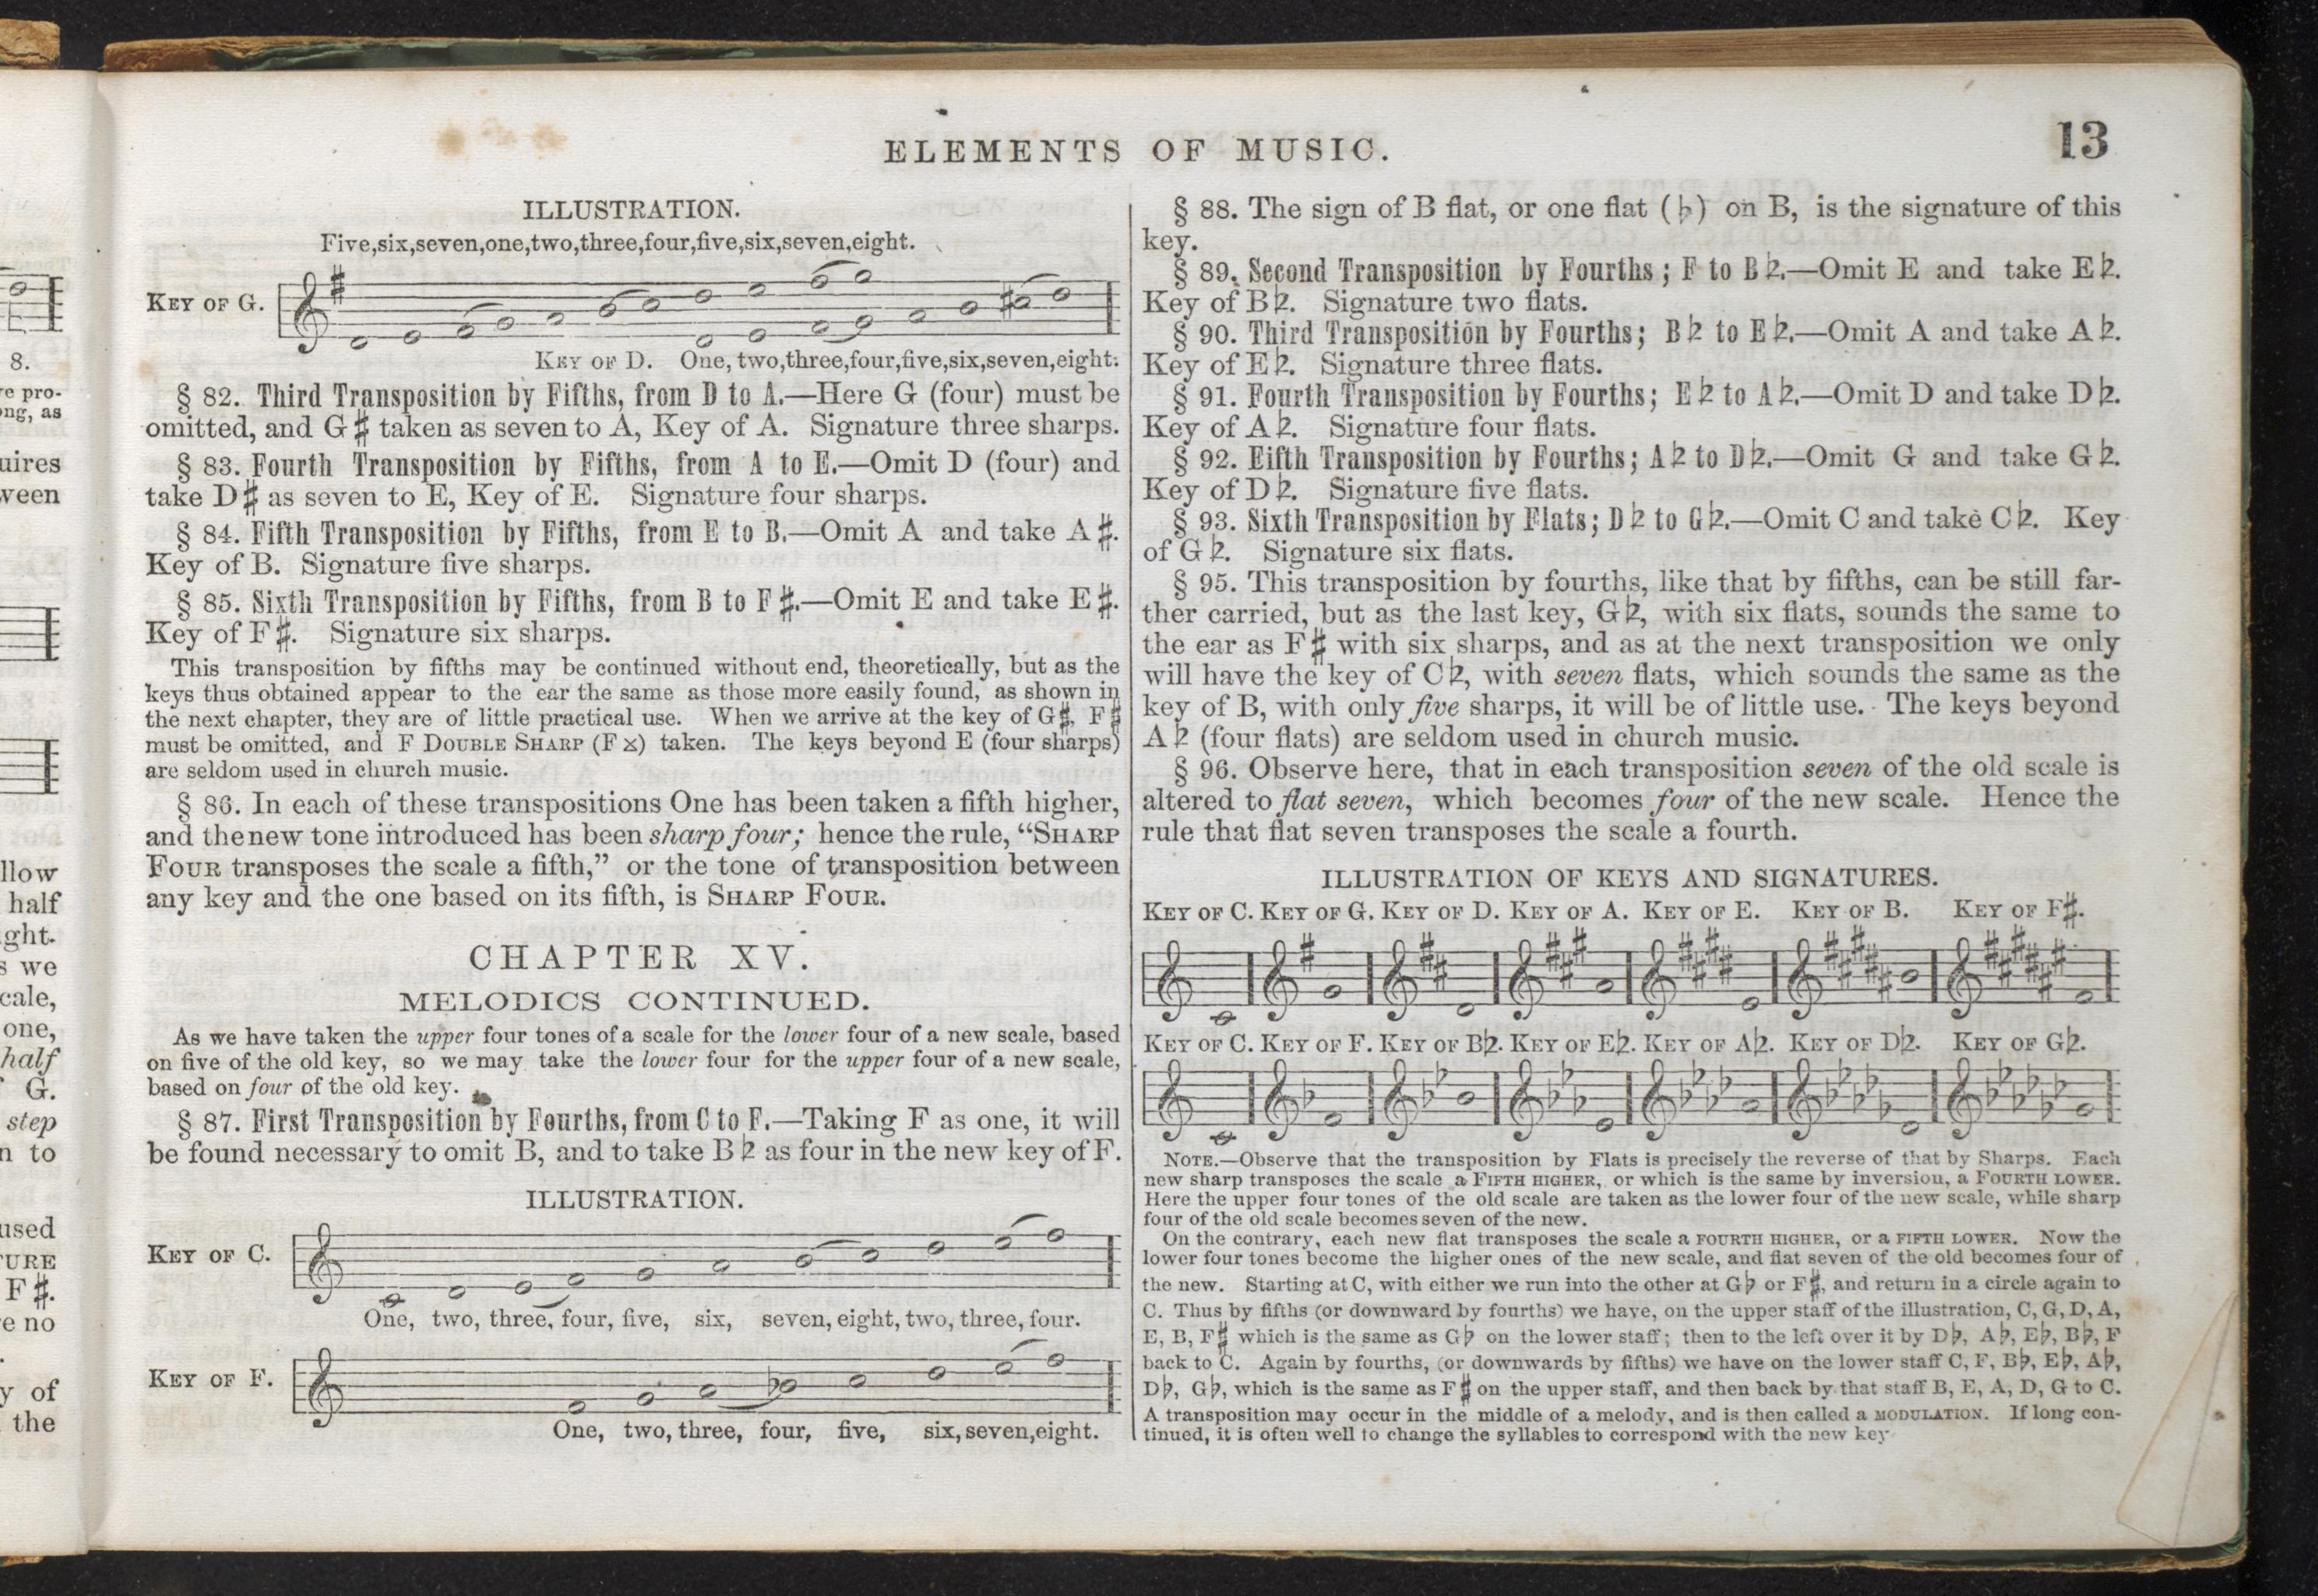 ELEMENTS OF MUSIC.
13
8.
ve pro-
ong, as
uires
ween
llow
half
ight.
s we
cale,
one,
half
G.
step
n to
used
TURE
F♯.
e no
y of
the
ILLUSTRATION.
Five,six,seven,one,two,three,four,five,six,seven,eight.
KEY OF G.
KEY OF D. One, two,three,four,five,six,seven,eight.
§ 82. Third Transposition by Fifths, from D to A.—Here G (four) must be
omitted, and G♯ taken as seven to A, Key of A. Signature three sharps.
§ 83. Fourth Transposition by Fifths, from A to E.—Omit D (four) and
take D♯ as seven to E, Key of E. Signature four sharps.
§ 84. Fifth Transposition by Fifths, from E to B.—Omit A and take A♯.
Key of B. Signature five sharps.
§ 85. Sixth Transposition by Fifths, from B to F♯.—Omit E and take E♯.
Key of F♯. Signature six sharps.
This transposition by fifths may be continued without end, theoretically, but as the
keys thus obtained appear to the ear the same as those more easily found, as shown in
the next chapter, they are of little practical use. When we arrive at the key of G♯, F♯
must be omitted, and F DOUBLE SHARP (F×) taken. The keys beyond E (four sharps)
are seldom used in church music.
§ 86. In each of these transpositions One has been taken a fifth higher,
and the new tone introduced has been sharp four; hence the rule, “SHARP
FOUR transposes the scale a fifth,” or the tone of transposition between
any key and the one based on its fifth, is SHARP FOUR.
CHAPTER XV.
MELODICS CONTINUED.
As we have taken the upper four tones of a scale for the lower four of a new scale, based
on five of the old key, so we may take the lower four for the upper four of a new scale,
based on four of the old key.
§ 87. First Transposition by Fourths, from C to F.—Taking F as one, it will
be found necessary to omit B, and to take B♭ as four in the new key of F.
ILLUSTRATION.
KEY OF C.
One, two, three, four, five, six, seven, eight, two, three, four.
KEY OF F.
One, two, three, four, five, six, seven, eight.
§ 88. The sign of B flat, or one flat (♭) on B, is the signature of this
key.
§ 89. Second Transposition by Fourths; F to B♭.—Omit E and take E♭.
Key of B♭. Signature two flats.
§ 90. Third Transposition by Fourths; B♭ to E♭.—Omit A and take A♭.
Key of E♭. Signature three flats.
§ 91. Fourth Transposition by Fourths; E♭ to A♭.—Omit D and take D♭.
Key of A♭. Signature four flats.
§ 92. Eifth Transposition by Fourths; A♭ to D♭.—Omit G and take G♭.
Key of D♭. Signature five flats.
§ 93. Sixth Transposition by Flats; D♭ to G♭.—Omit C and take C♭. Key
of G♭. Signature six flats.
§ 95. This transposition by fourths, like that by fifths, can be still far-
ther carried, but as the last key, G♭, with six flats, sounds the same to
the ear as F♯ with six sharps, and as at the next transposition we only
will have the key of C♭, with seven flats, which sounds the same as the
key of B, with only five sharps, it will be of little use. The keys beyond
A♭ (four flats) are seldom used in church music.
§ 96. Observe here, that in each transposition seven of the old scale is
altered to flat seven, which becomes four of the new scale. Hence the
rule that flat seven transposes the scale a fourth.
ILLUSTRATION OF KEYS AND SIGNATURES.
KEY OF C. KEY OF G. KEY OF D. KEY OF A. KEY OF E. KEY OF B. KEY OF F♯.
KEY OF C. KEY OF F. KEY OF B♭. KEY OF E♭. KEY OF A♭. KEY OF D♭. KEY OF G♭.
NOTE.—Observe that the transposition by Flats is precisely the reverse of that by Sharps. Each
new sharp transposes the scale a FIFTH HIGHER, or which is the same by inversion, a FOURTH LOWER.
Here the upper four tones of the old scale are taken as the lower four of the new scale, while sharp
four of the old scale becomes seven of the new.
On the contrary, each new flat transposes the scale a FOURTH HIGHER, or a FIFTH LOWER. Now the
lower four tones become the higher ones of the new scale, and flat seven of the old becomes four of
the new. Starting at C, with either we run into the other at G♭ or F♯, and return in a circle again to
C. Thus by fifths (or downward by fourths) we have, on the upper staff of the illustration, C, G, D, A,
E, B, F♯ which is the same as G♭ on the lower staff; then to the left over it by D♭, A♭, E♭, B♭, F
back to C. Again by fourths, (or downwards by fifths) we have on the lower staff C, F, B♭, E♭, A♭,
D♭, G♭, which is the same as F♯ on the upper staff, and then back by that staff B, E, A, D, G to C.
A transposition may occur in the middle of a melody, and is then called a MODULATION. If long con-
tinued, it is often well to change the syllables to correspond with the new key